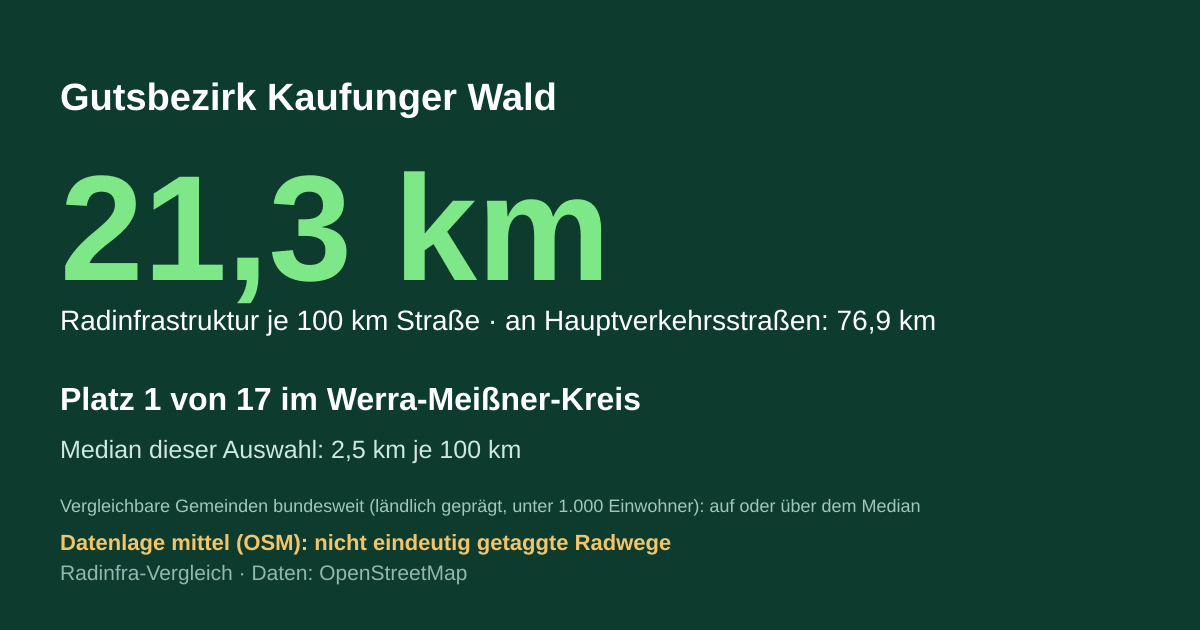 Gutsbezirk Kaufunger Wald
21,3 km
Radinfrastruktur je 100 km Straße · an Hauptverkehrsstraßen: 76,9 km
Platz 1 von 17 im Werra-Meißner-Kreis
Median dieser Auswahl: 2,5 km je 100 km
Vergleichbare Gemeinden bundesweit (ländlich geprägt, unter 1.000 Einwohner): auf oder über dem Median
Datenlage mittel (OSM): nicht eindeutig getaggte Radwege
Radinfra-Vergleich · Daten: OpenStreetMap